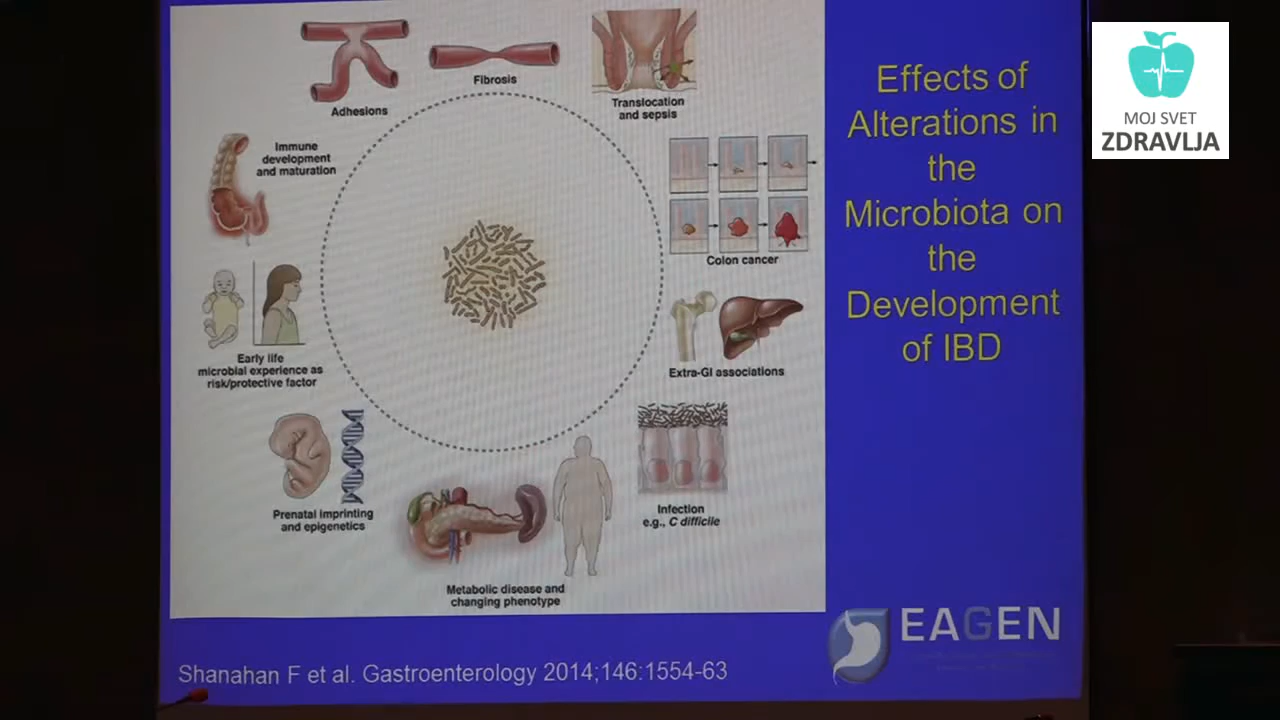 Adhesions
Fibrosis
Translocation
and sepsis
Immune
development
and maturation
Colon cancer
Early life
microbial experience as
risk/protective factor
Extra-GI associations
Prenatal imprinting
and epigenetics
Infection
e.g., C difficile
Metabolic disease and
changing phenotype
Effects of
Alterations in
the
Microbiota on
the
Development
of IBD
Shanahan F et al. Gastroenterology 2014;146:1554-63
EAGEN
MOJ SVET
ZDRAVLJA